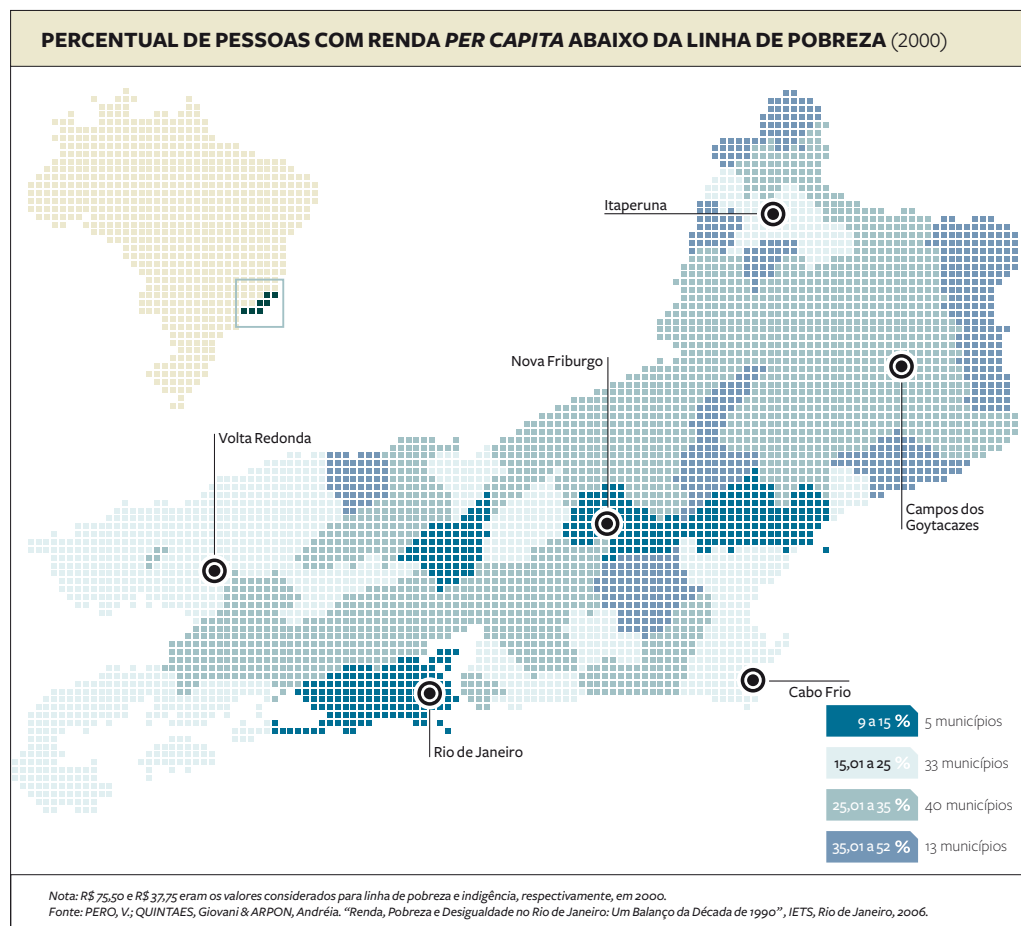 PERCENTUAL DE PESSOAS COM RENDA PER CAPITA ABAIXO DA LINHA DE POBREZA (2000)
Itaperuna
Nova Friburgo
Volta Redonda
Campos dos
Goytacazes
Cabo Frio
Rio de Janeiro
9 a 15 % 5 municípios
15,01 a 25 % 33 municípios
25,01 a 35 % 40 municípios
35,01 a 52 % 13 municípios
Nota: R$ 75,50 e R$ 37,75 eram os valores considerados para linha de pobreza e indigência, respectivamente, em 2000.
Fonte: PERO, V.; QUINTAES, Giovani & ARPON, Andréia. “Renda, Pobreza e Desigualdade no Rio de Janeiro: Um Balanço da Década de 1990” , IETS, Rio de Janeiro, 2006.